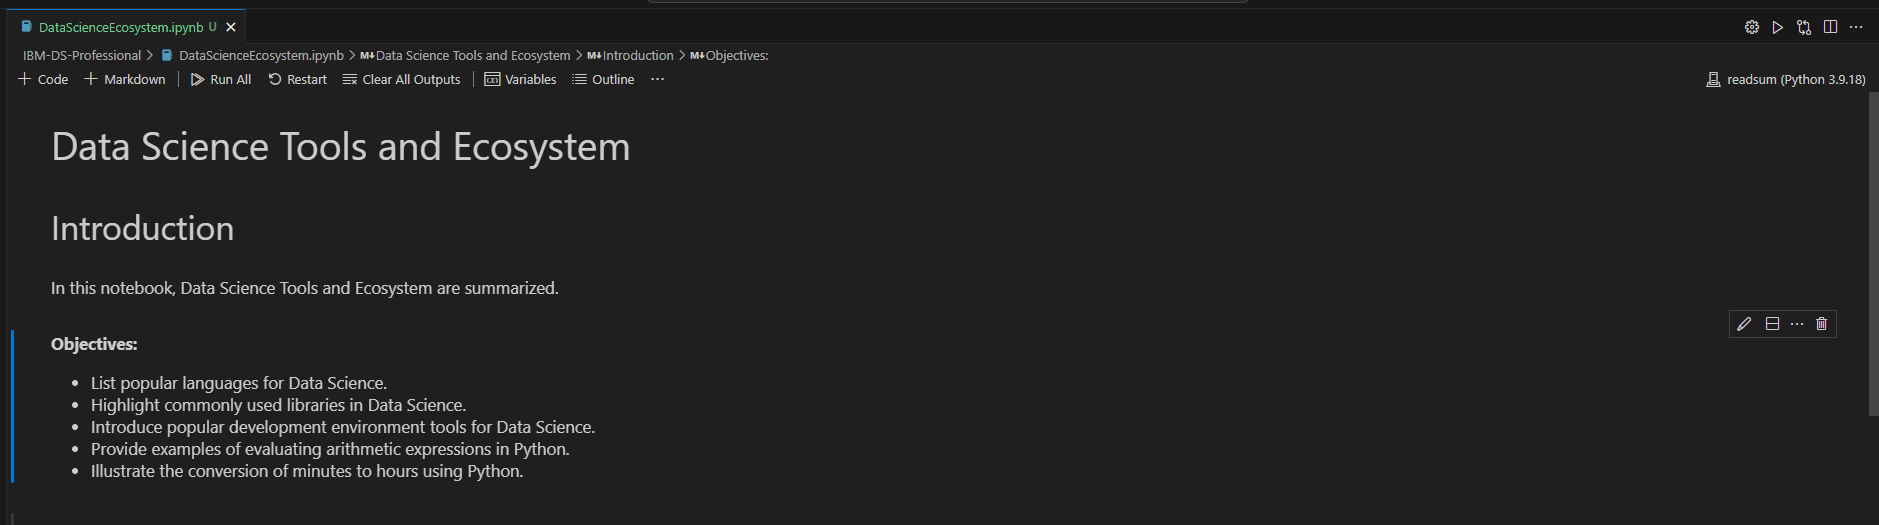 DataScienceEcosystem.ipynb U
IBM-DS-Professional > DataScienceEcosystem.ipynb > M↓Data Science Tools and Ecosystem > M↓Introduction > M↓Objectives:
+ Code + Markdown | Run All Restart Clear All Outputs | Variables Outline ··· readsum (Python 3.9.18)
Data Science Tools and Ecosystem
Introduction
In this notebook, Data Science Tools and Ecosystem are summarized.
Objectives:
• List popular languages for Data Science.
• Highlight commonly used libraries in Data Science.
• Introduce popular development environment tools for Data Science.
• Provide examples of evaluating arithmetic expressions in Python.
• Illustrate the conversion of minutes to hours using Python.